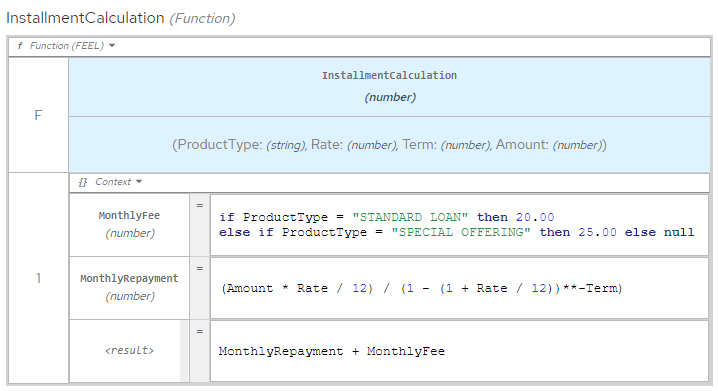 InstallmentCalculation (Function)
f Function (FEEL)
F
InstallmentCalculation
(number)
(ProductType: (string), Rate: (number), Term: (number), Amount: (number))
1
{} Context
MonthlyFee
(number)
=
if ProductType = "STANDARD LOAN" then 20.00
else if ProductType = "SPECIAL OFFERING" then 25.00 else null
MonthlyRepayment
(number)
=
(Amount * Rate / 12) / (1 - (1 + Rate / 12))**-Term)
<result>
=
MonthlyRepayment + MonthlyFee